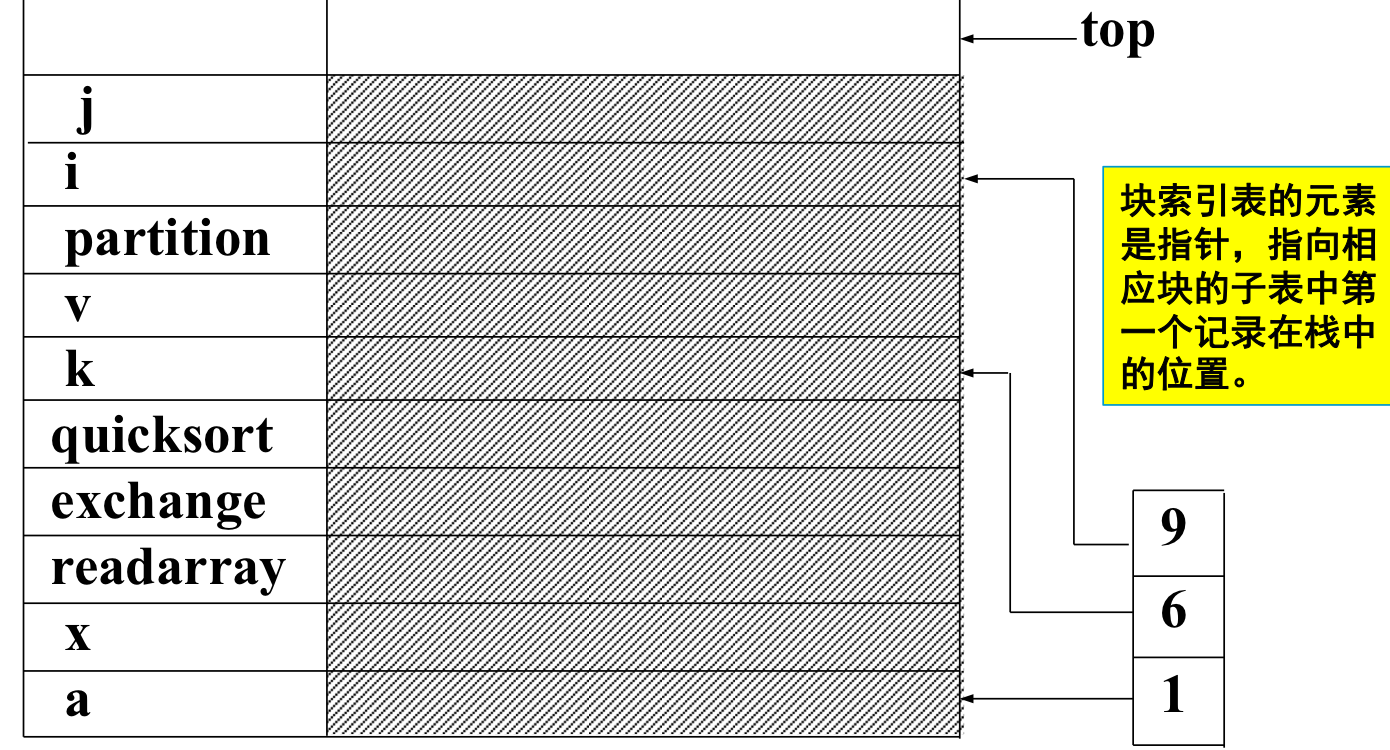 top
j
i
partition
v
k
quicksort
exchange
readarray
x
a
块索引表的元素
是指针，指向相
应块的子表中第
一个记录在栈中
的位置。
9
6
1